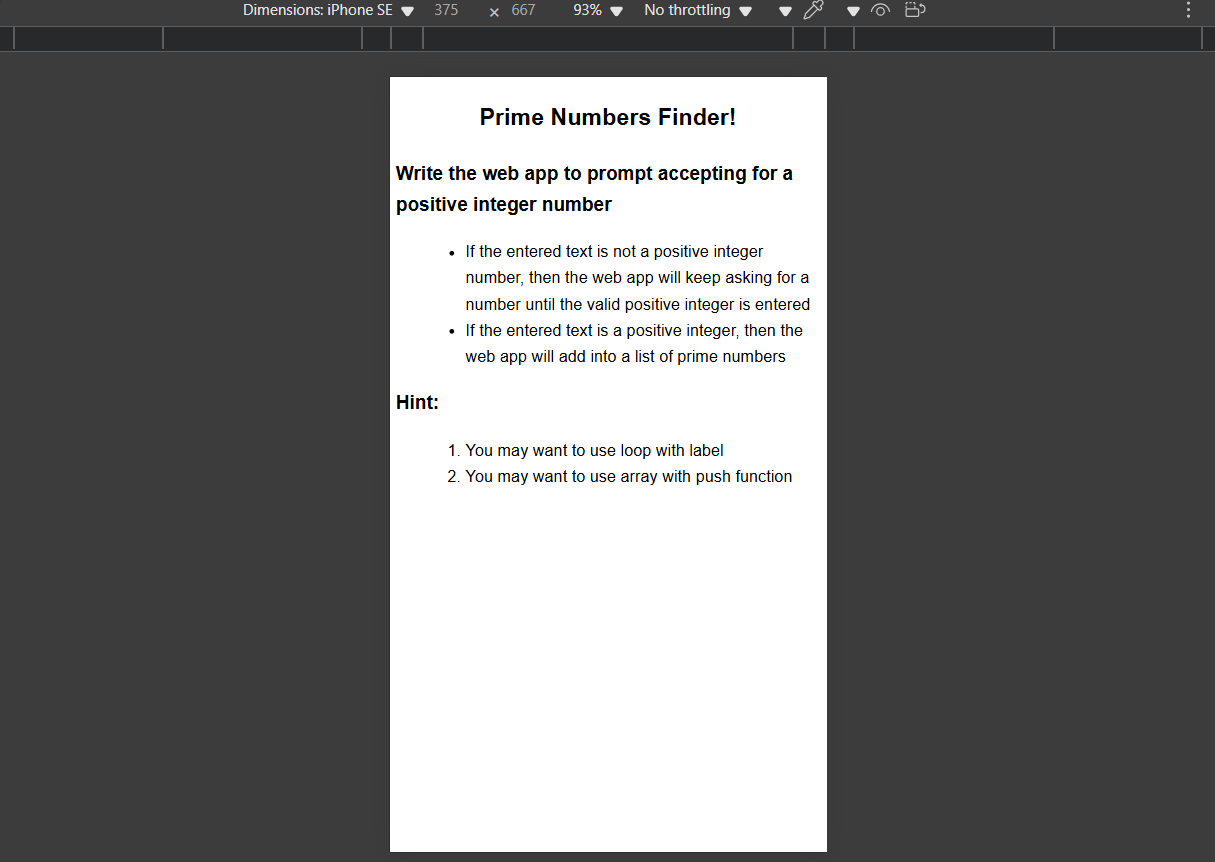 Dimensions: iPhone SE 375 × 667 93% No throttling
Prime Numbers Finder!
Write the web app to prompt accepting for a
positive integer number
• If the entered text is not a positive integer
number, then the web app will keep asking for a
number until the valid positive integer is entered
• If the entered text is a positive integer, then the
web app will add into a list of prime numbers
Hint:
1. You may want to use loop with label
2. You may want to use array with push function